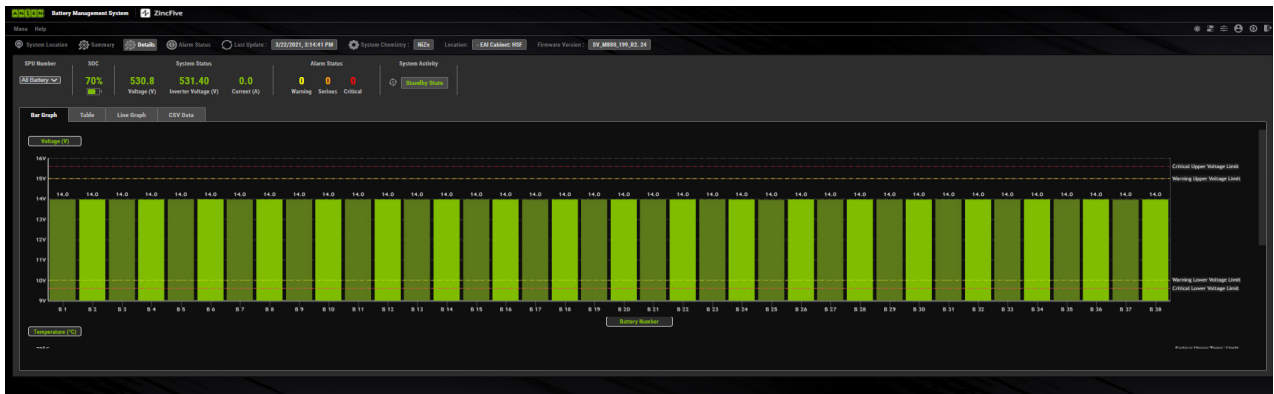 ANZEN Battery Management System ZincFive
Menu Help
System Location Summary Details Alarm Status Last Update : 3/22/2021, 3:14:41 PM System Chemistry : NiZn Location: - EAI Cabinet: HSF Firmware Version : SV_M800_199_R2. 24
SPU Number SOC System Status Alarm Status System Activity
All Battery 70% 530.8 531.40 0.0 0 0 0 Standby State
Voltage (V) Inverter Voltage (V) Current (A) Warning Serious Critical
Bar Graph Table Line Graph CSV Data
Voltage (V)
16V
Critical Upper Voltage Limit
15V Warning Upper Voltage Limit
14.0 14.0 14.0 14.0 14.0 14.0 14.0 14.0 14.0 14.0 14.0 14.0 14.0 14.0 14.0 14.0 14.0 14.0 14.0 14.0 14.0 14.0 14.0 14.0 14.0 14.0 14.0 14.0 14.0 14.0 14.0 14.0 14.0 14.0 14.0 14.0 14.0 14.0
14V
13V
12V
11V
10V Warning Lower Voltage Limit
Critical Lower Voltage Limit
9V
B 1 B 2 B 3 B 4 B 5 B 6 B 7 B 8 B 9 B 10 B 11 B 12 B 13 B 14 B 15 B 16 B 17 B 18 B 19 B 20 B 21 B 22 B 23 B 24 B 25 B 26 B 27 B 28 B 29 B 30 B 31 B 32 B 33 B 34 B 35 B 36 B 37 B 38
Battery Number
Temperature (°C)